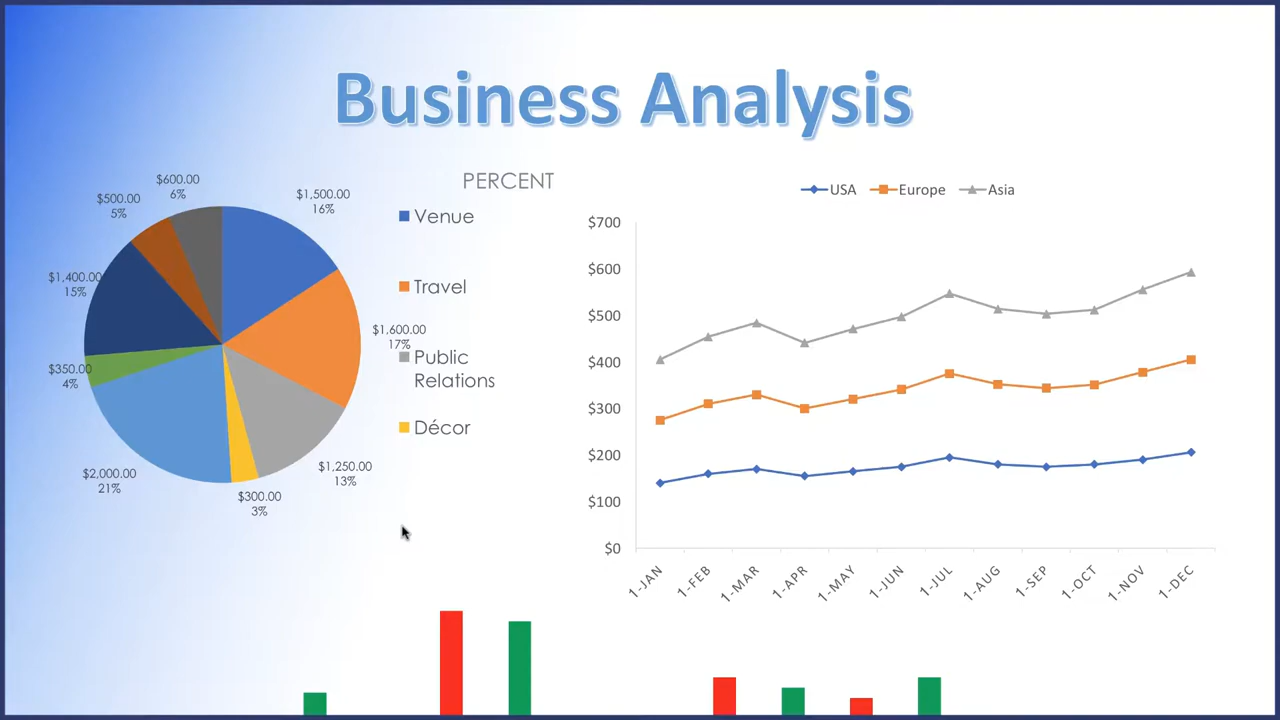 Business Analysis
PERCENT
$600.00
6%
$500.00
5%
$1,500.00
16%
$1,400.00
15%
$1,600.00
17%
$350.00
4%
$2,000.00
21%
$300.00
3%
$1,250.00
13%
Venue
Travel
Public
Relations
Décor
USA Europe Asia
$700
$600
$500
$400
$300
$200
$100
$0
1-JAN 1-FEB 1-MAR 1-APR 1-MAY 1-JUN 1-JUL 1-AUG 1-SEP 1-OCT 1-NOV 1-DEC